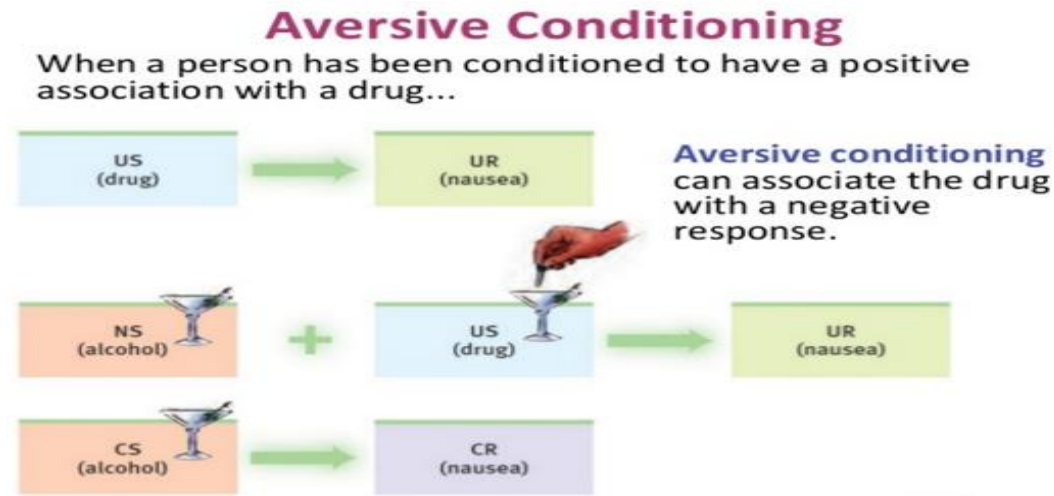 Aversive Conditioning
When a person has been conditioned to have a positive
association with a drug...
US
(drug)
UR
(nausea)
Aversive conditioning
can associate the drug
with a negative
response.
NS
(alcohol)
+
US
(drug)
UR
(nausea)
CS
(alcohol)
CR
(nausea)